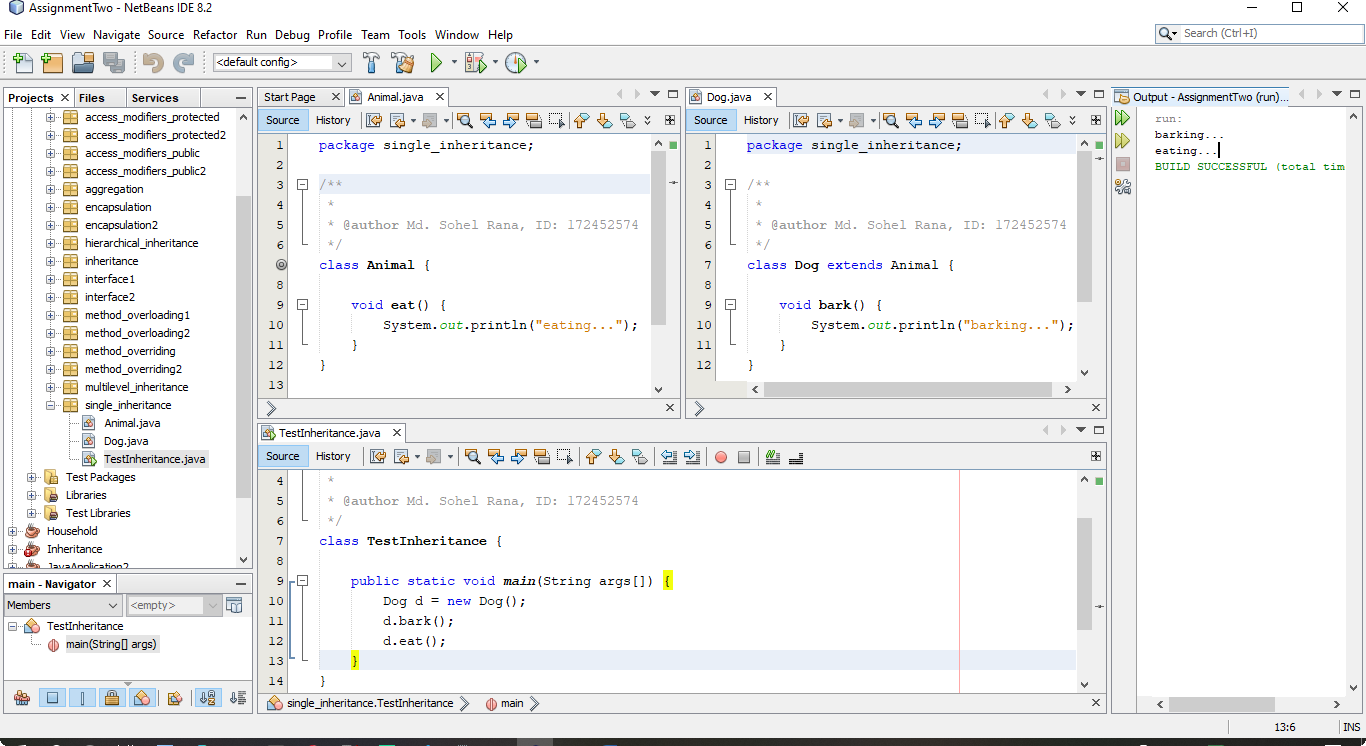 AssignmentTwo - NetBeans IDE 8.2
File Edit View Navigate Source Refactor Run Debug Profile Team Tools Window Help
Search (Ctrl+I)
<default config>
Projects Files Services
access_modifiers_protected
access_modifiers_protected2
access_modifiers_public
access_modifiers_public2
aggregation
encapsulation
encapsulation2
hierarchical_inheritance
inheritance
interface1
interface2
method_overloading1
method_overloading2
method_overriding
method_overriding2
multilevel_inheritance
single_inheritance
Animal.java
Dog.java
TestInheritance.java
Test Packages
Libraries
Test Libraries
Household
Inheritance
JavaApplication2
main - Navigator
Members
<empty>
TestInheritance
main(String[] args)
Start Page Animal.java
Source History
1 package single_inheritance;
2
3 /**
4 *
5 * @author Md. Sohel Rana, ID: 172452574
6 */
class Animal {
8
9 void eat() {
10 System.out.println("eating...");
11 }
12 }
13
Dog.java
Source History
1 package single_inheritance;
2
3 /**
4 *
5 * @author Md. Sohel Rana, ID: 172452574
6 */
7 class Dog extends Animal {
8
9 void bark() {
10 System.out.println("barking...");
11 }
12 }
TestInheritance.java
Source History
4 *
5 * @author Md. Sohel Rana, ID: 172452574
6 */
7 class TestInheritance {
8
9 public static void main(String args[]) {
10 Dog d = new Dog();
11 d.bark();
12 d.eat();
13 }
14 }
single_inheritance.TestInheritance main
Output - AssignmentTwo (run)...
run:
barking...
eating...
BUILD SUCCESSFUL (total tim
13:6 INS